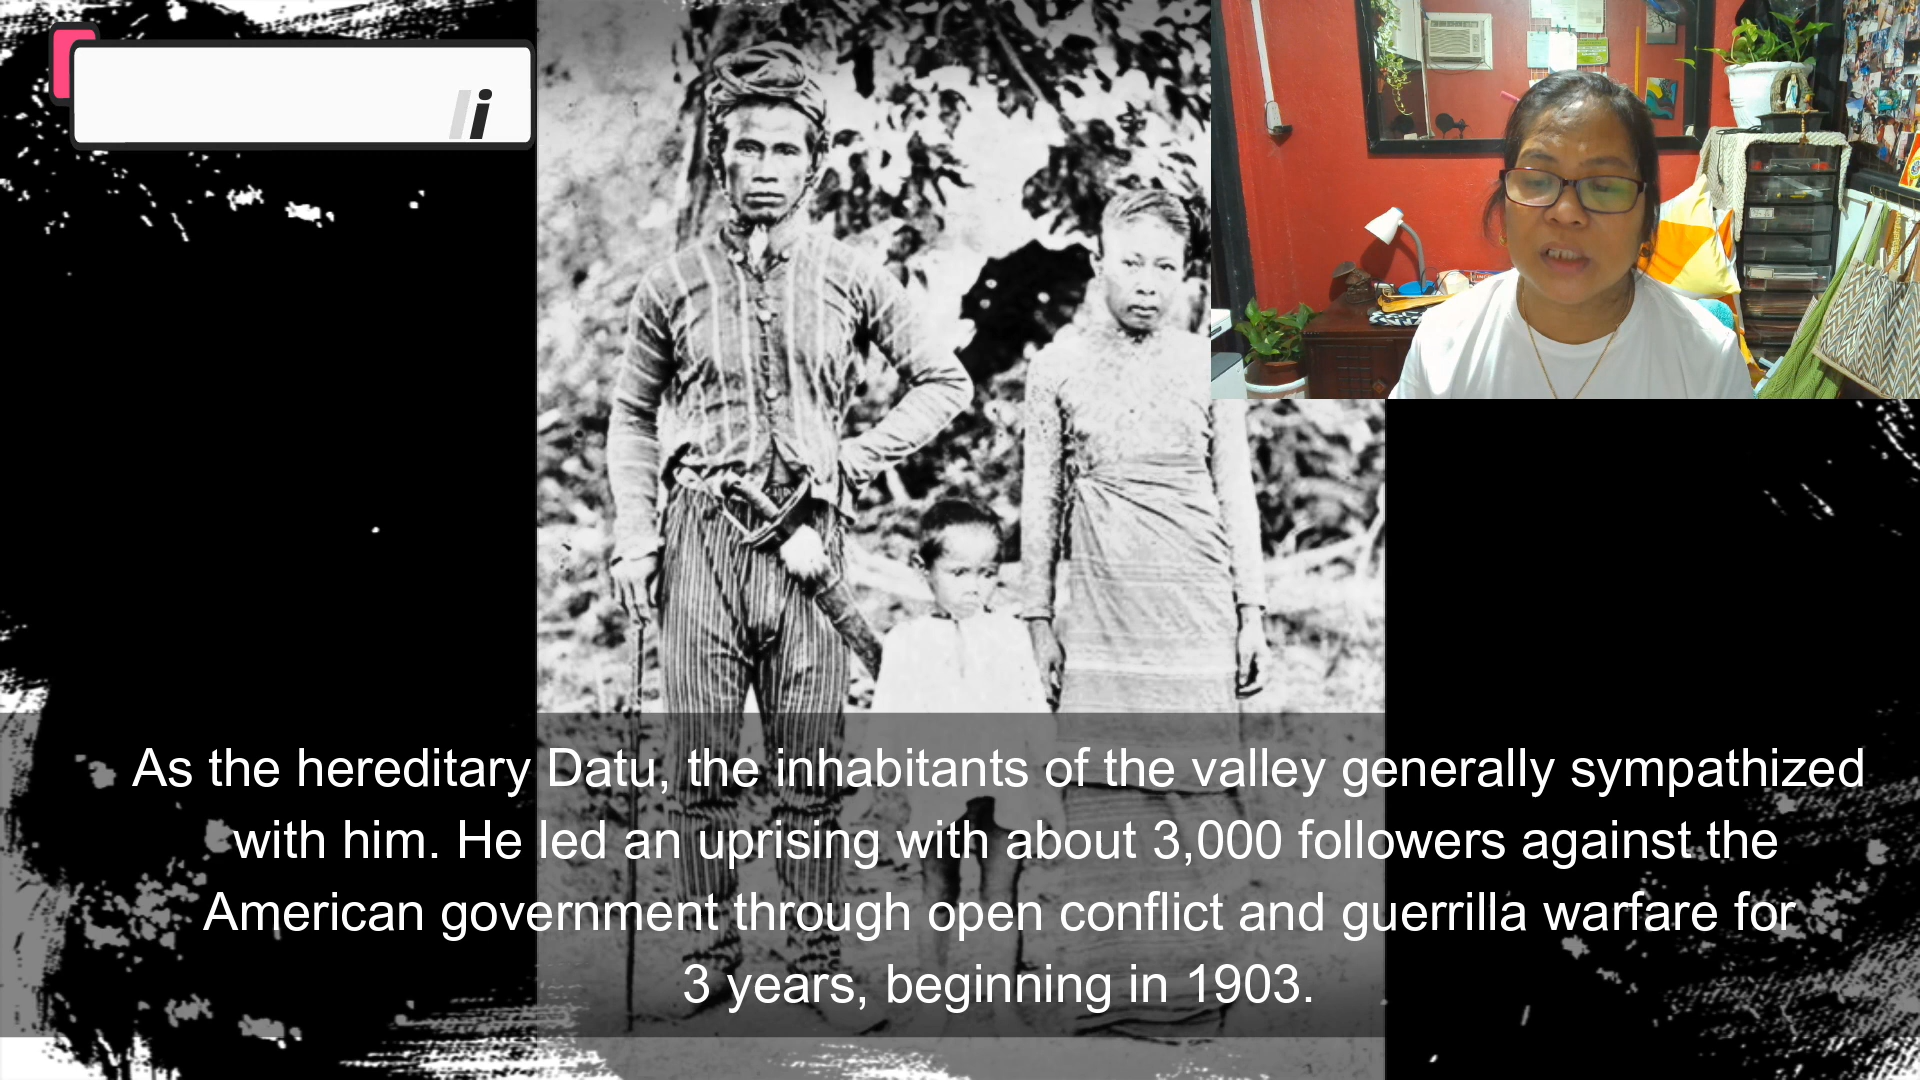 i
As the hereditary Datu, the inhabitants of the valley generally sympathized
with him. He led an uprising with about 3,000 followers against the
American government through open conflict and guerrilla warfare for
3 years, beginning in 1903.